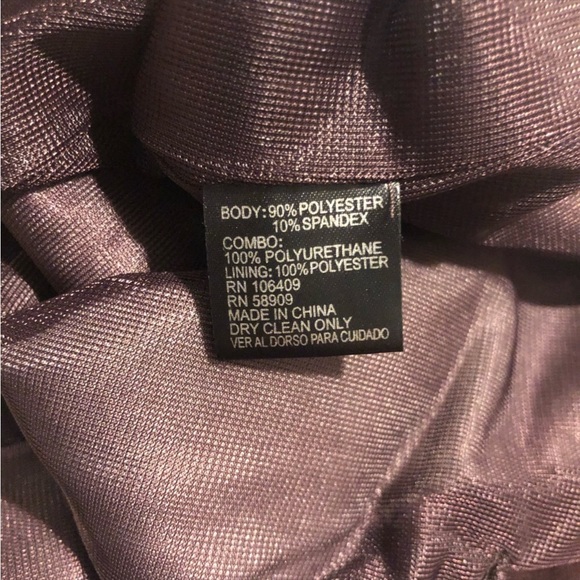 BODY: 90% POLYESTER
10% SPANDEX
COMBO:
100% POLYURETHANE
LINING: 100% POLYESTER
RN 106409
RN 58909
MADE IN CHINA
DRY CLEAN ONLY
VER AL DORSO PARA CUIDADO